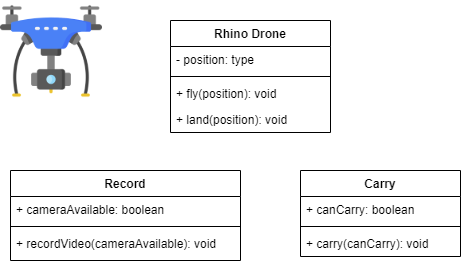 Rhino Drone
- position: type
+ fly(position): void
+ land(position): void
Record
+ cameraAvailable: boolean
+ recordVideo(cameraAvailable): void
Carry
+ canCarry: boolean
+ carry(canCarry): void